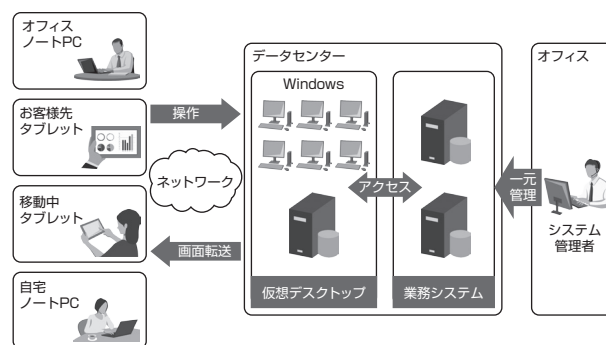 オフィス
ノートPC
お客様先
タブレット
移動中
タブレット
自宅
ノートPC
操作
ネットワーク
画面転送
データセンター
Windows
仮想デスクトップ
アクセス
業務システム
一元
管理
オフィス
システム
管理者